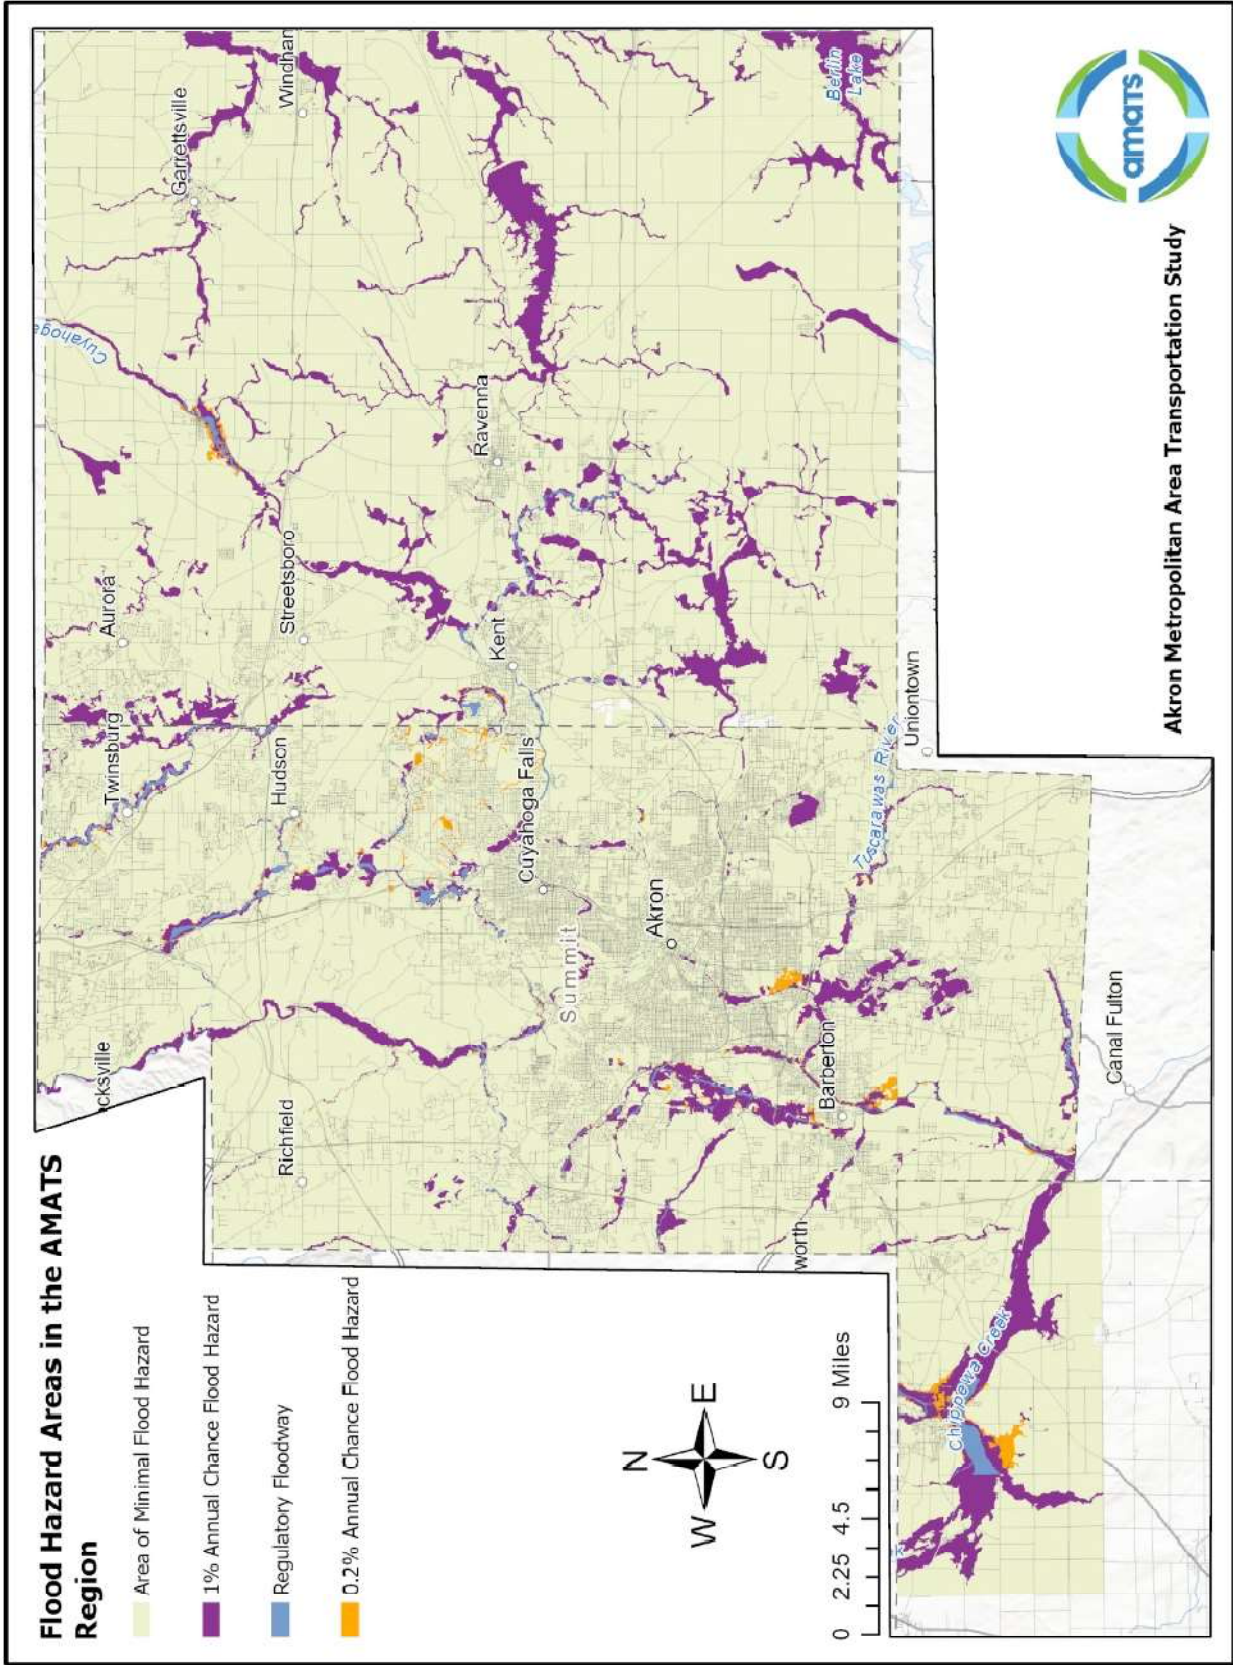 Flood Hazard Areas in the AMATS
Region
Area of Minimal Flood Hazard
1% Annual Chance Flood Hazard
Regulatory Floodway
0.2% Annual Chance Flood Hazard
N
W
E
S
0
2.25
4.5
9 Miles
cksville
Richfield
Twinsburg
Hudson
Aurora
Streetsboro
Cuyahoga
Garrettsville
Windham
Kent
Ravenna
Cuyahoga Falls
Summit
Akron
Barberton
worth
Tuscarawas River
Uniontown
Berlin
Lake
Canal Fulton
Chippewa Creek
k
amats
Akron Metropolitan Area Transportation Study